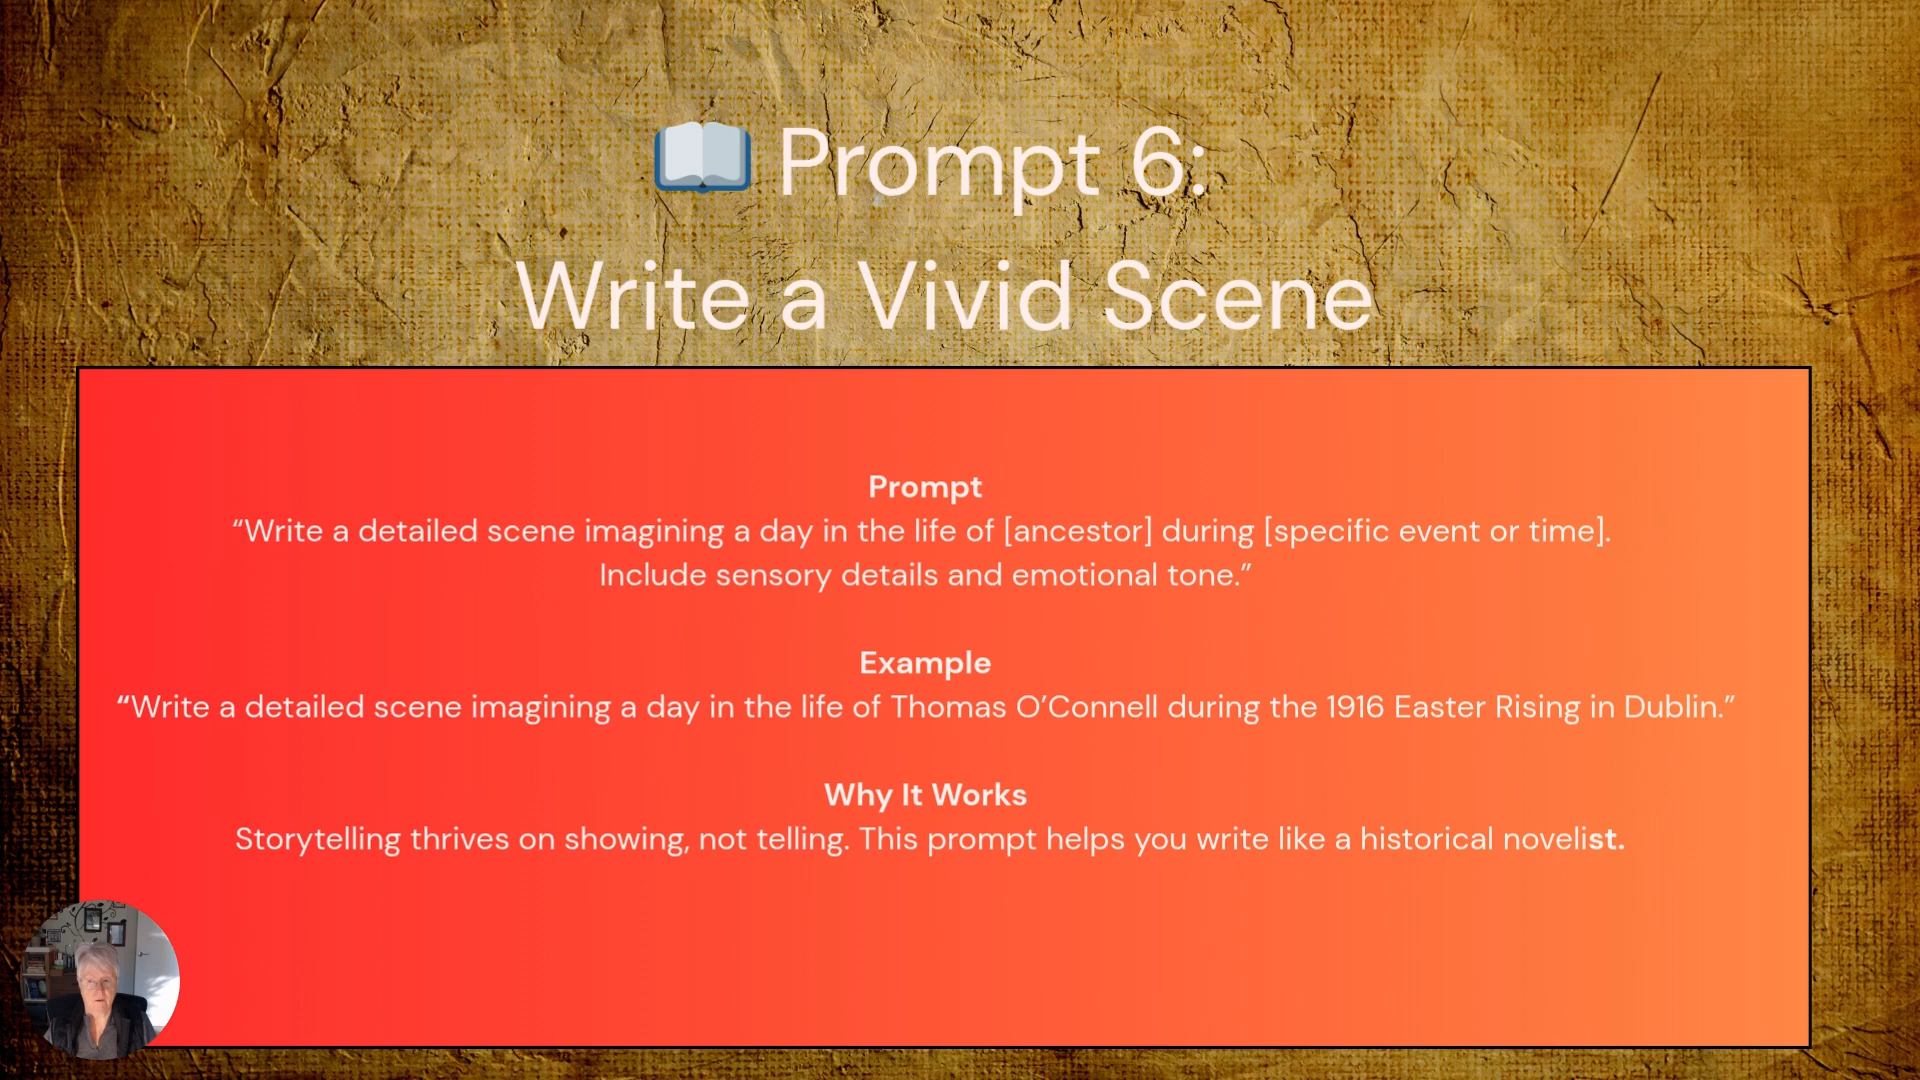 📖 Prompt 6:
Write a Vivid Scene
Prompt
“Write a detailed scene imagining a day in the life of [ancestor] during [specific event or time].
Include sensory details and emotional tone.”
Example
“Write a detailed scene imagining a day in the life of Thomas O’Connell during the 1916 Easter Rising in Dublin.”
Why It Works
Storytelling thrives on showing, not telling. This prompt helps you write like a historical novelist.